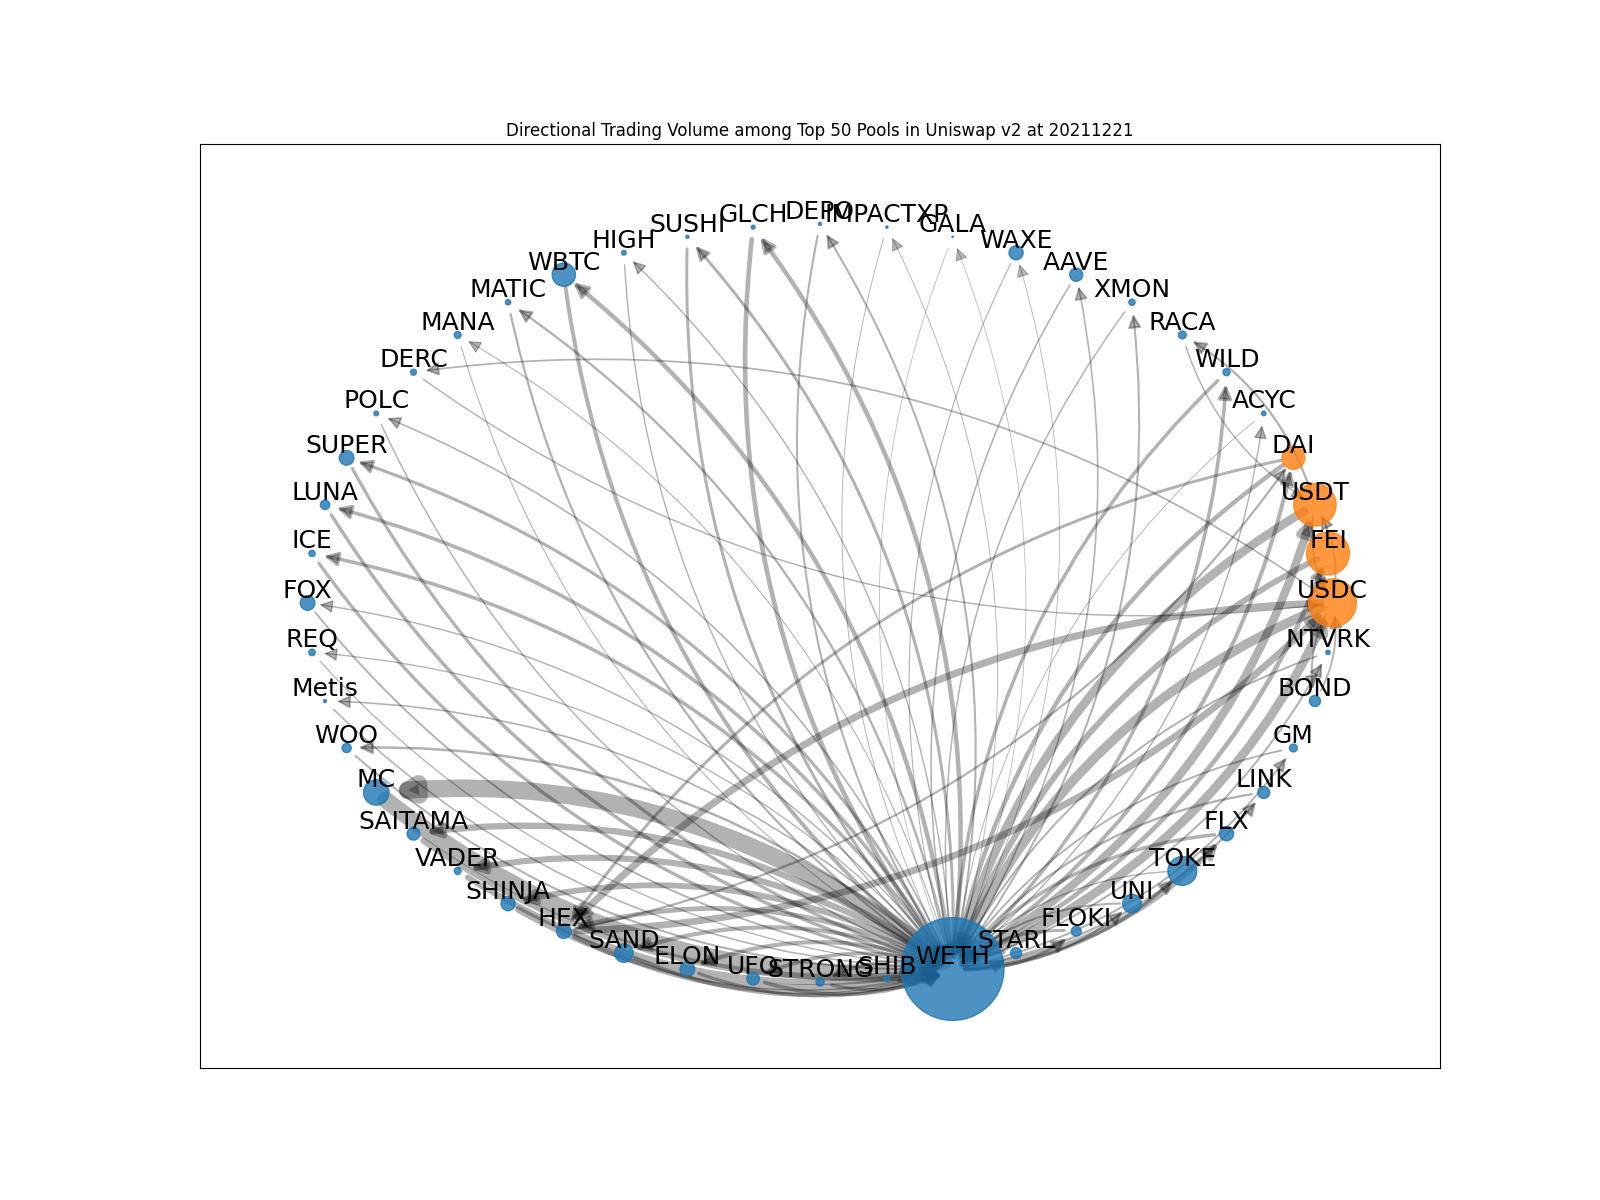 Directional Trading Volume among Top 50 Pools in Uniswap v2 at 20211221
DEPO
GLCH
IMPACTXP
SUSHI
GALA
HIGH
WAXE
WBTC
AAVE
MATIC
XMON
MANA
RACA
DERC
WILD
POLC
ACYC
SUPER
DAI
LUNA
USDT
ICE
FEI
FOX
USDC
REQ
NTVRK
Metis
BOND
WOO
GM
MC
LINK
SAITAMA
FLX
VADER
TOKE
SHINJA
UNI
HEX
FLOKI
SAND
STARL
ELON
WETH
UFO
SHIB
STRONG